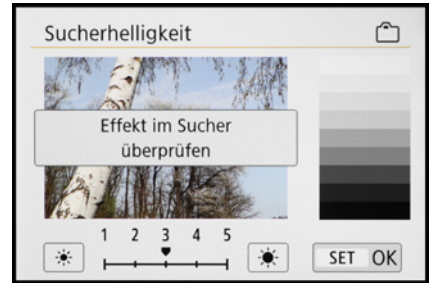 Sucherhelligkeit
Effekt im Sucher
überprüfen
1 2 3 4 5
SET OK